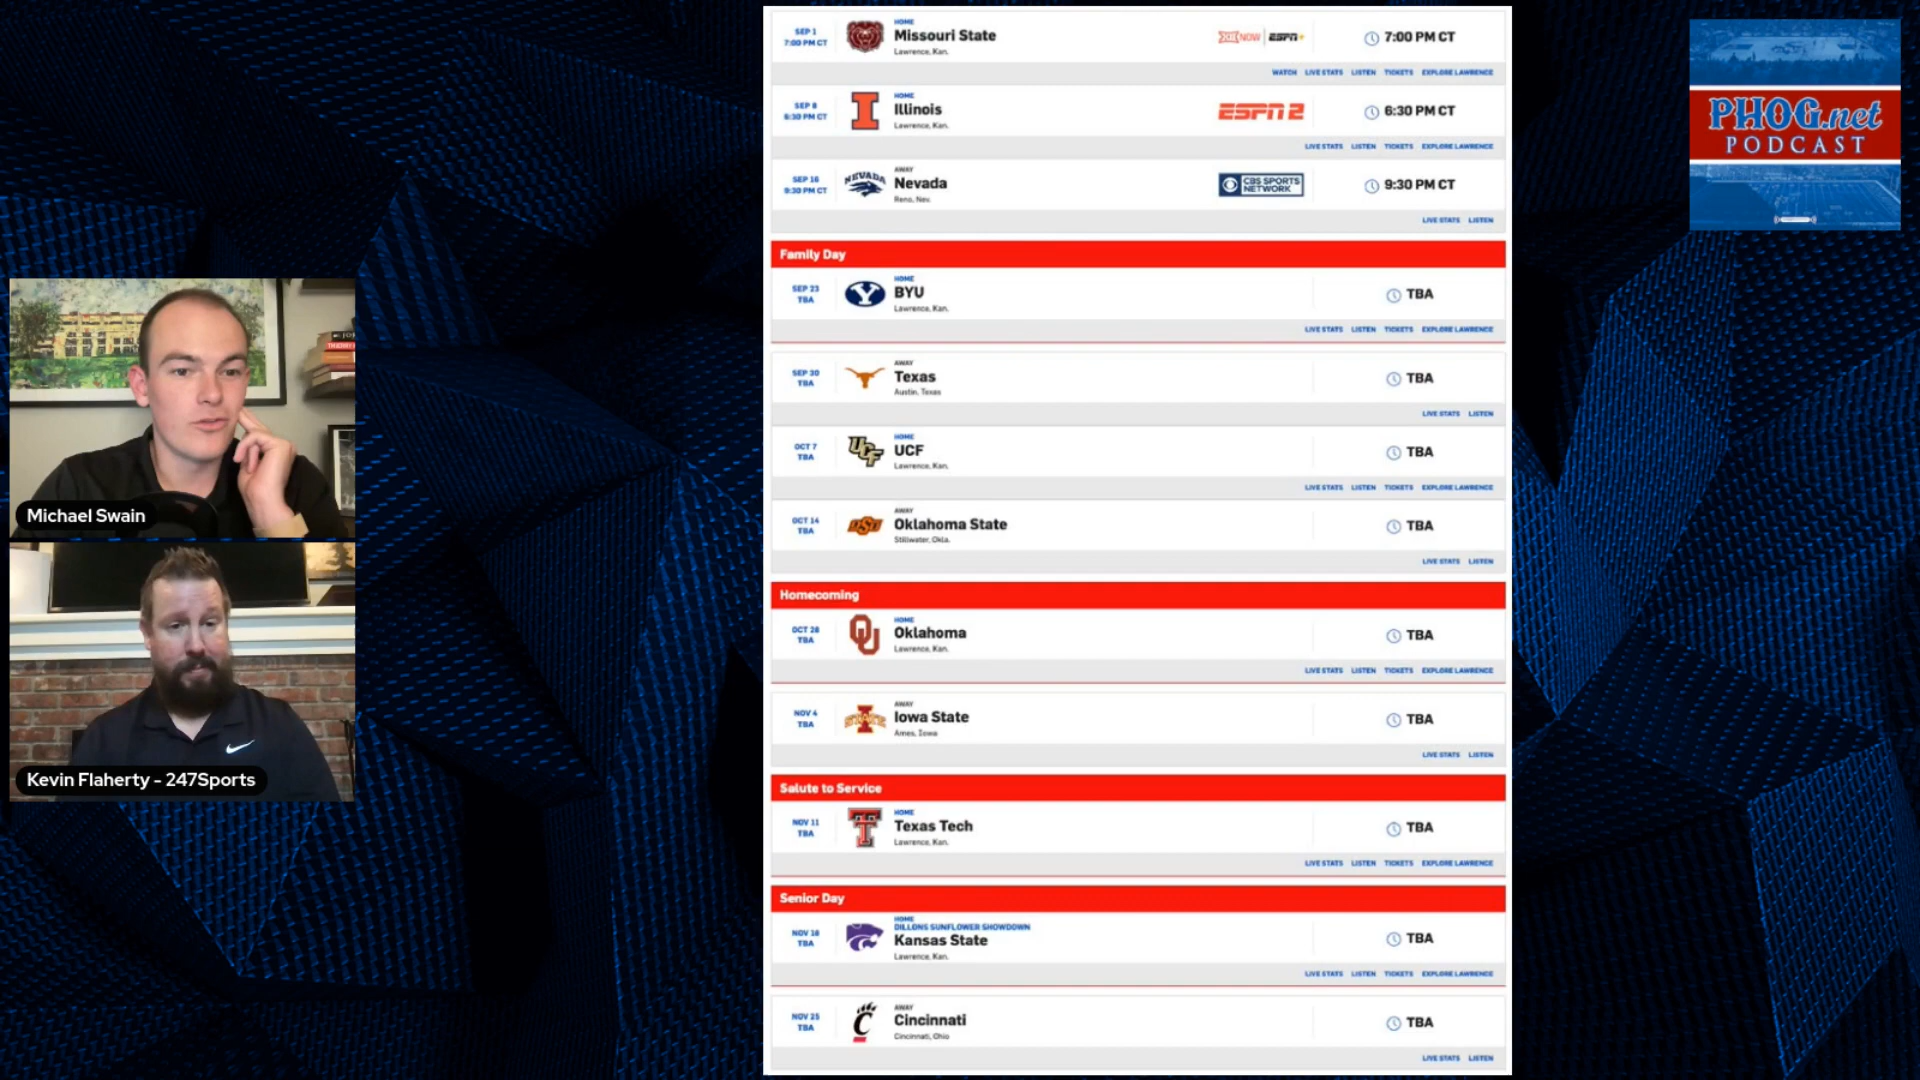 SEP 1
7:00 PM CT
HOME
Missouri State
Lawrence, Kan.
XII NOW ESPN+
7:00 PM CT
WATCH LIVE STATS LISTEN TICKETS EXPLORE LAWRENCE
SEP 8
6:30 PM CT
HOME
Illinois
Lawrence, Kan.
ESPN 2
6:30 PM CT
LIVE STATS LISTEN TICKETS EXPLORE LAWRENCE
SEP 16
9:30 PM CT
NEVADA
AWAY
Nevada
Reno, Nev.
CBS SPORTS
NETWORK
9:30 PM CT
LIVE STATS LISTEN
Family Day
SEP 23
TBA
Y
HOME
BYU
Lawrence, Kan.
TBA
LIVE STATS LISTEN TICKETS EXPLORE LAWRENCE
SEP 30
TBA
AWAY
Texas
Austin, Texas
TBA
LIVE STATS LISTEN
OCT 7
TBA
UCF
HOME
UCF
Lawrence, Kan.
TBA
LIVE STATS LISTEN TICKETS EXPLORE LAWRENCE
OCT 14
TBA
OSU
AWAY
Oklahoma State
Stillwater, Okla.
TBA
LIVE STATS LISTEN
Homecoming
OCT 28
TBA
OU
HOME
Oklahoma
Lawrence, Kan.
TBA
LIVE STATS LISTEN TICKETS EXPLORE LAWRENCE
NOV 4
TBA
I STATE
AWAY
Iowa State
Ames, Iowa
TBA
LIVE STATS LISTEN
Salute to Service
NOV 11
TBA
HOME
Texas Tech
Lawrence, Kan.
TBA
LIVE STATS LISTEN TICKETS EXPLORE LAWRENCE
Senior Day
NOV 18
TBA
HOME
DILLONS SUNFLOWER SHOWDOWN
Kansas State
Lawrence, Kan.
TBA
LIVE STATS LISTEN TICKETS EXPLORE LAWRENCE
NOV 25
TBA
C
AWAY
Cincinnati
Cincinnati, Ohio
TBA
LIVE STATS LISTEN
PHOG.net
PODCAST
Michael Swain
Kevin Flaherty - 247Sports